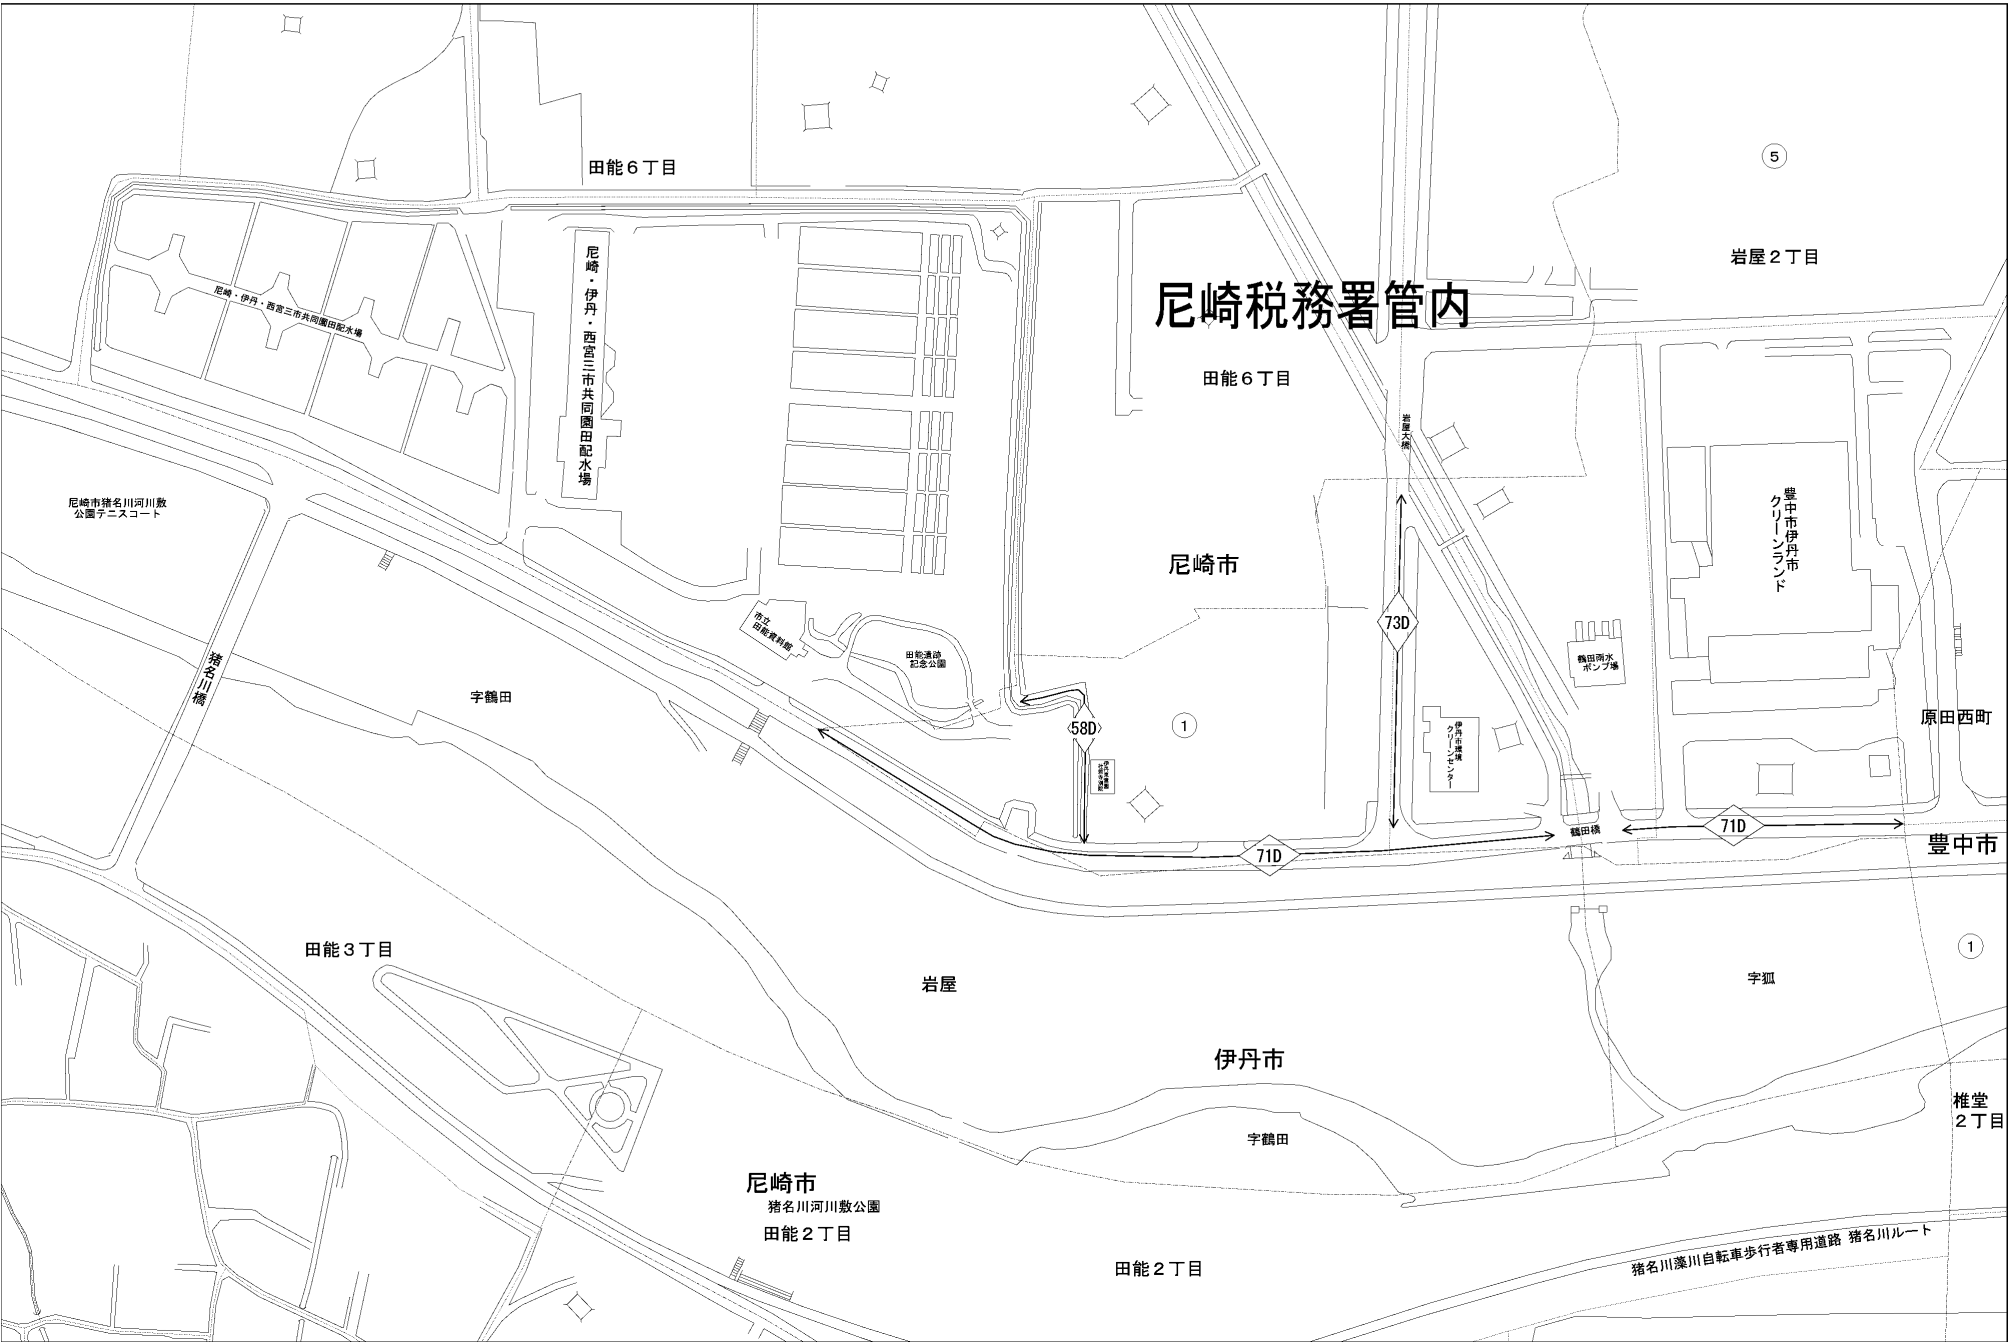 田能６丁目
5
岩屋２丁目
尼崎・伊丹・西宮三市共同園田配水場
尼崎・伊丹・西宮三市共同園田配水場
尼崎税務署管内
田能６丁目
岩屋大橋
尼崎市猪名川河川敷
公園テニスコート
豊中市伊丹市
クリーンランド
尼崎市
73D
市立
田能資料館
田能遺跡
記念公園
鶴田雨水
ポンプ場
猪名川橋
字鶴田
58D
1
原田西町
伊丹市環境
クリーンセンター
71D
鶴田橋
71D
豊中市
田能３丁目
1
岩屋
字狐
伊丹市
椎堂
２丁目
字鶴田
尼崎市
猪名川河川敷公園
田能２丁目
田能２丁目
猪名川藻川自転車歩行者専用道路 猪名川ルート